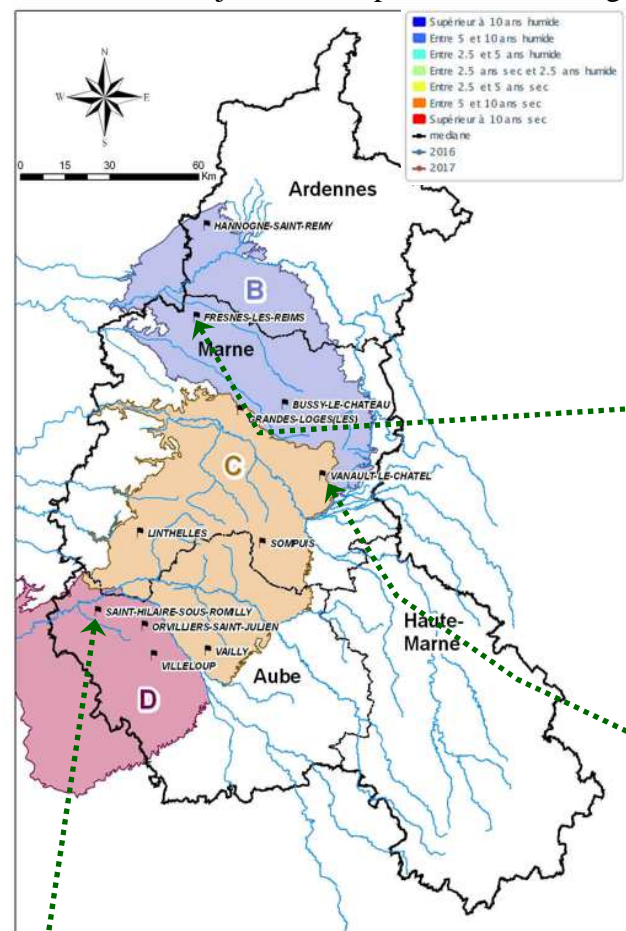 Supérieur à 10 ans humide
Entre 5 et 10 ans humide
Entre 2.5 et 5 ans humide
Entre 2.5 ans sec et 2.5 ans humide
Entre 2.5 et 5 ans sec
Entre 5 et 10 ans sec
Supérieur à 10 ans sec
mediane
2016
2017
N
W E
S
0 15 30 60
Km
Ardennes
HANNOGNE-SAINT-REMY
B
FRESNES-LES-REIMS
Marne
BUSSY-LE-CHATEAU
GRANDES-LOGES(LES)
C
VANAULT-LE-CHATEL
LINTHELLES
SOMPUIS
SAINT-HILAIRE-SOUS-ROMILLY
ORVILLIERS-SAINT-JULIEN
Haute-
Marne
VAILLY
VILLELOUP
Aube
D